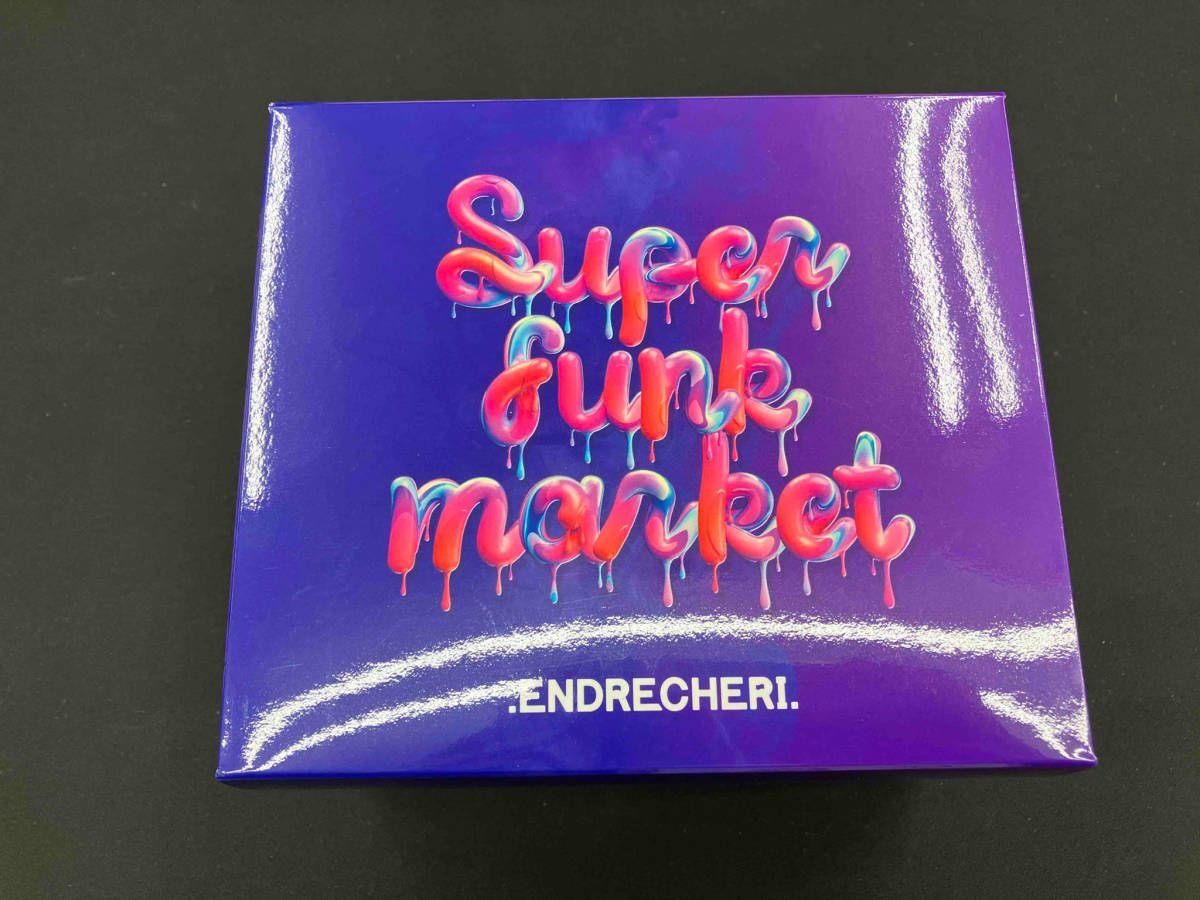 Super
funk
market
.ENDRECHERI.